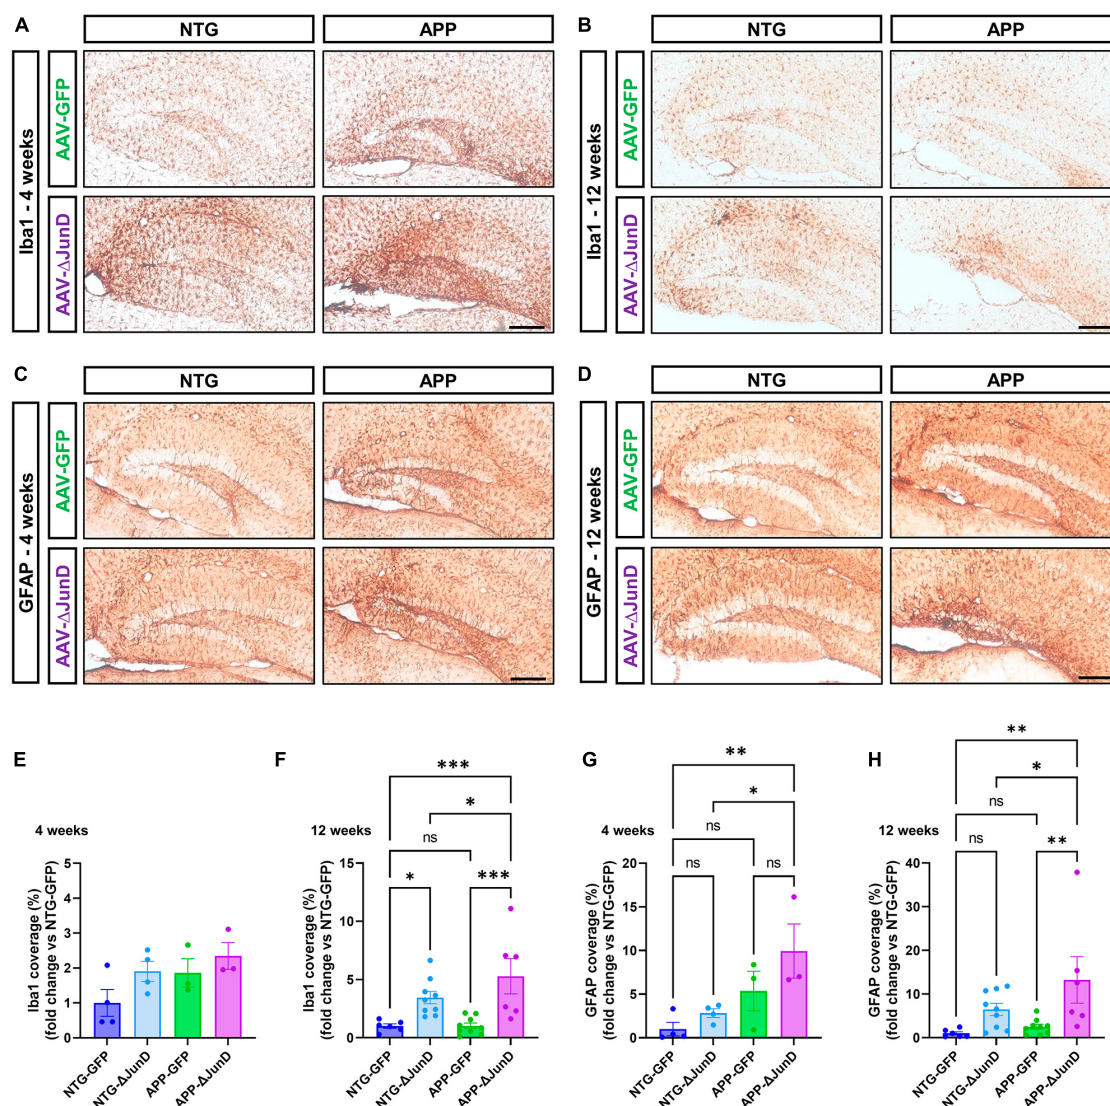 A
NTG
APP
Iba1 - 4 weeks
AAV-GFP
AAV-ΔJunD
B
NTG
APP
Iba1 - 12 weeks
AAV-GFP
AAV-ΔJunD
C
NTG
APP
GFAP - 4 weeks
AAV-GFP
AAV-ΔJunD
D
NTG
APP
GFAP - 12 weeks
AAV-GFP
AAV-ΔJunD
E
4 weeks
Iba1 coverage (%)
(fold change vs NTG-GFP)
5
4
3
2
1
0
NTG-GFP
NTG-ΔJunD
APP-GFP
APP-ΔJunD
F
12 weeks
***
*
ns
*
***
Iba1 coverage (%)
(fold change vs NTG-GFP)
15
10
5
0
NTG-GFP
NTG-ΔJunD
APP-GFP
APP-ΔJunD
G
4 weeks
**
*
ns
ns
ns
GFAP coverage (%)
(fold change vs NTG-GFP)
20
15
10
5
0
NTG-GFP
NTG-ΔJunD
APP-GFP
APP-ΔJunD
H
12 weeks
**
*
ns
ns
**
GFAP coverage (%)
(fold change vs NTG-GFP)
40
30
20
10
0
NTG-GFP
NTG-ΔJunD
APP-GFP
APP-ΔJunD